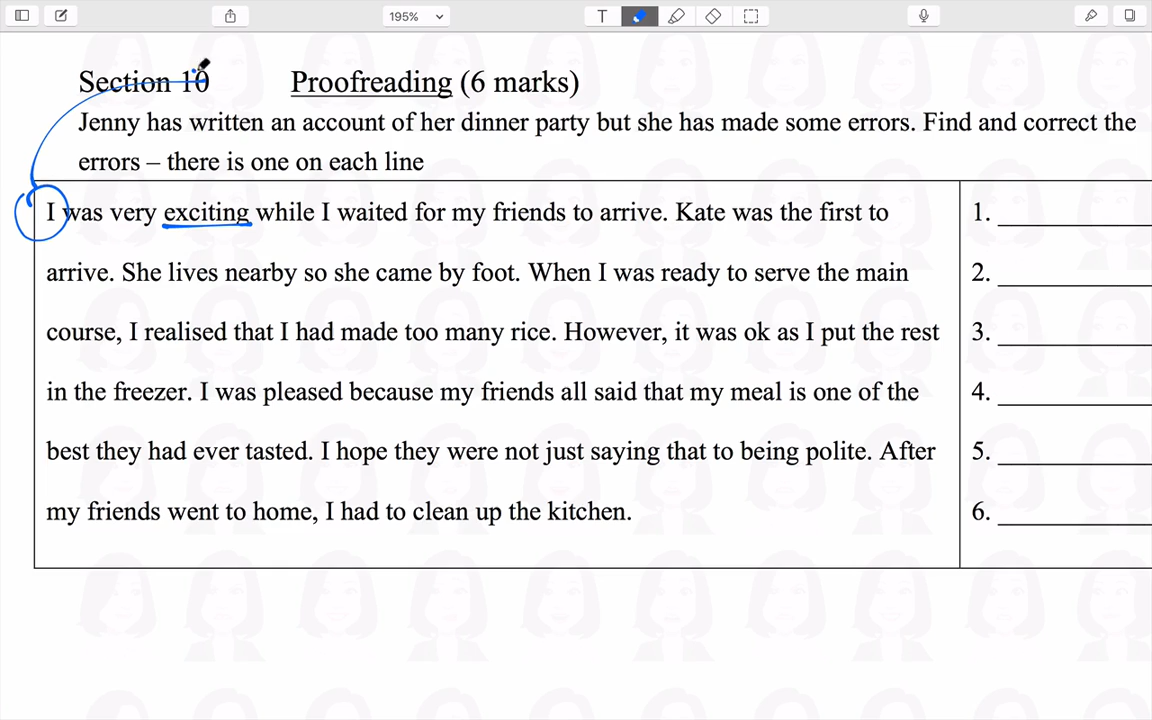 195%
T
Section 10 Proofreading (6 marks)
Jenny has written an account of her dinner party but she has made some errors. Find and correct the
errors – there is one on each line
I was very exciting while I waited for my friends to arrive. Kate was the first to 1.
arrive. She lives nearby so she came by foot. When I was ready to serve the main 2.
course, I realised that I had made too many rice. However, it was ok as I put the rest 3.
in the freezer. I was pleased because my friends all said that my meal is one of the 4.
best they had ever tasted. I hope they were not just saying that to being polite. After 5.
my friends went to home, I had to clean up the kitchen. 6.